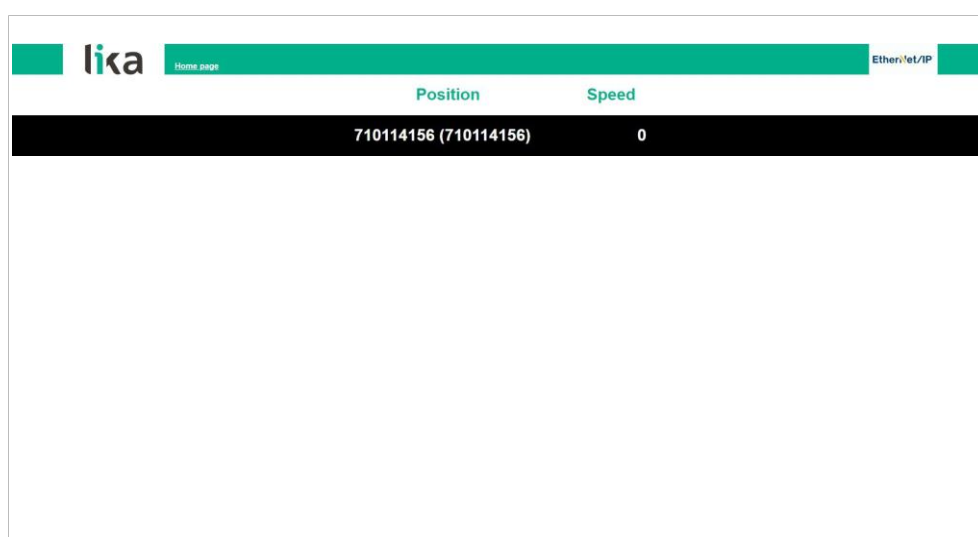 lika
Home page
EtherNet/IP
Position Speed
710114156 (710114156) 0